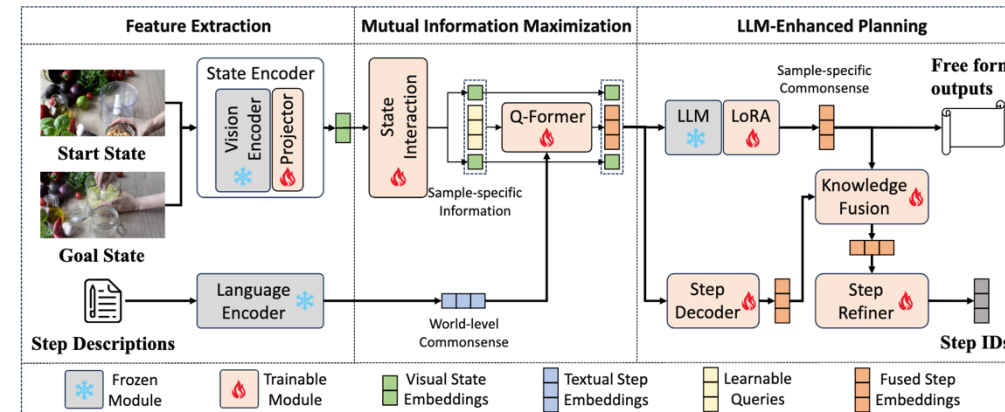 Feature Extraction
Mutual Information Maximization
LLM-Enhanced Planning
Start State
Goal State
Step Descriptions
State Encoder
Vision
Encoder
Projector
Language
Encoder
State
Interaction
Sample-specific
Information
Q-Former
World-level
Commonsense
LLM
LoRA
Sample-specific
Commonsense
Free form
outputs
Knowledge
Fusion
Step
Decoder
Step
Refiner
Step IDs
Frozen
Module
Trainable
Module
Visual State
Embeddings
Textual Step
Embeddings
Learnable
Queries
Fused Step
Embeddings